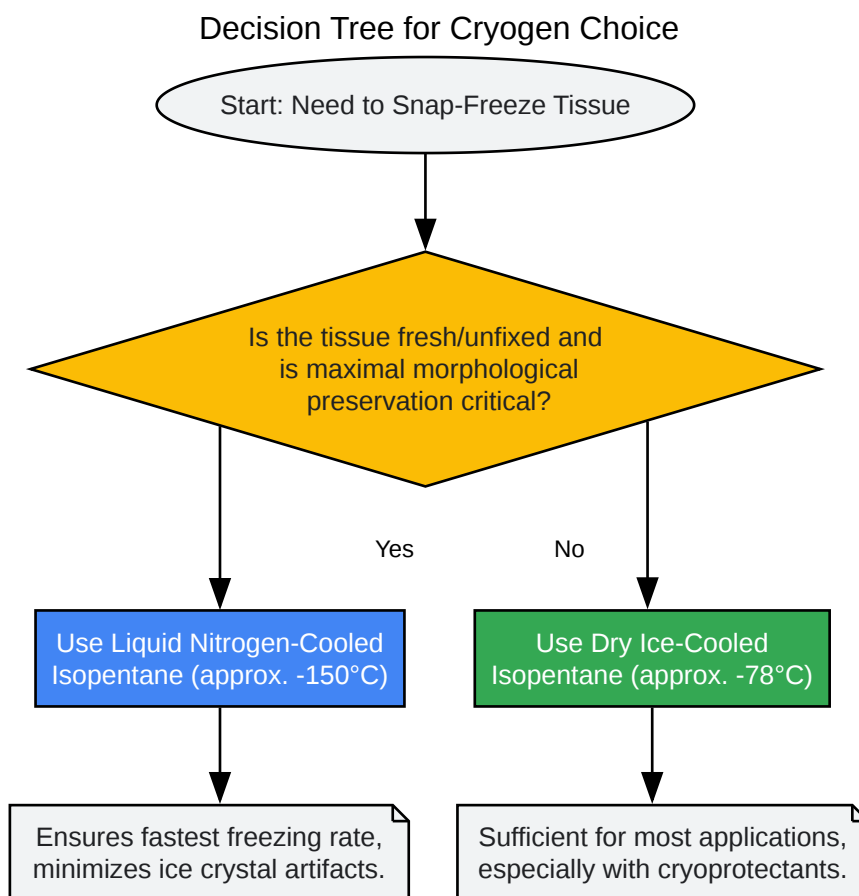 Decision Tree for Cryogen Choice
Start: Need to Snap-Freeze Tissue
Is the tissue fresh/unfixed and
is maximal morphological
preservation critical?
Yes
No
Use Liquid Nitrogen-Cooled
Isopentane (approx. -150°C)
Use Dry Ice-Cooled
Isopentane (approx. -78°C)
Ensures fastest freezing rate,
minimizes ice crystal artifacts.
Sufficient for most applications,
especially with cryoprotectants.